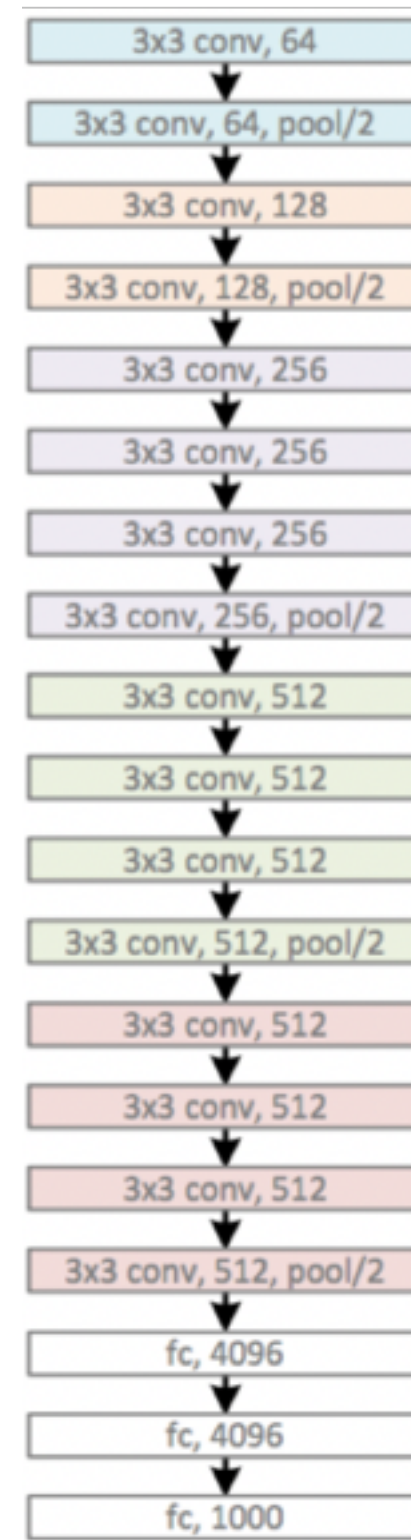 3x3 conv, 64
3x3 conv, 64, pool/2
3x3 conv, 128
3x3 conv, 128, pool/2
3x3 conv, 256
3x3 conv, 256
3x3 conv, 256
3x3 conv, 256, pool/2
3x3 conv, 512
3x3 conv, 512
3x3 conv, 512
3x3 conv, 512, pool/2
3x3 conv, 512
3x3 conv, 512
3x3 conv, 512
3x3 conv, 512, pool/2
fc, 4096
fc, 4096
fc, 1000